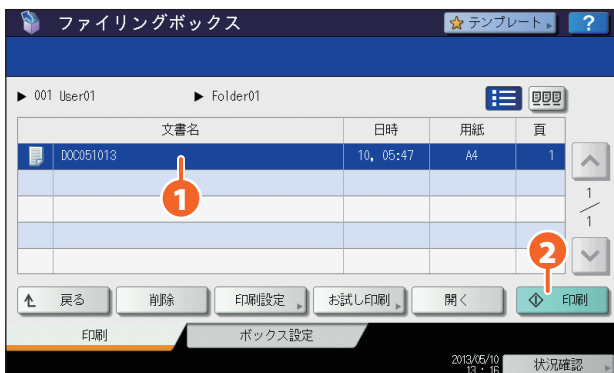 ファイリングボックス テンプレート ?
001 User01 Folder01
文書名 日時 用紙 頁
DOC051013 10, 05:47 A4 1
1
1
1
2
戻る 削除 印刷設定 お試し印刷 開く 印刷
印刷 ボックス設定
2013/05/10
13 : 16
状況確認